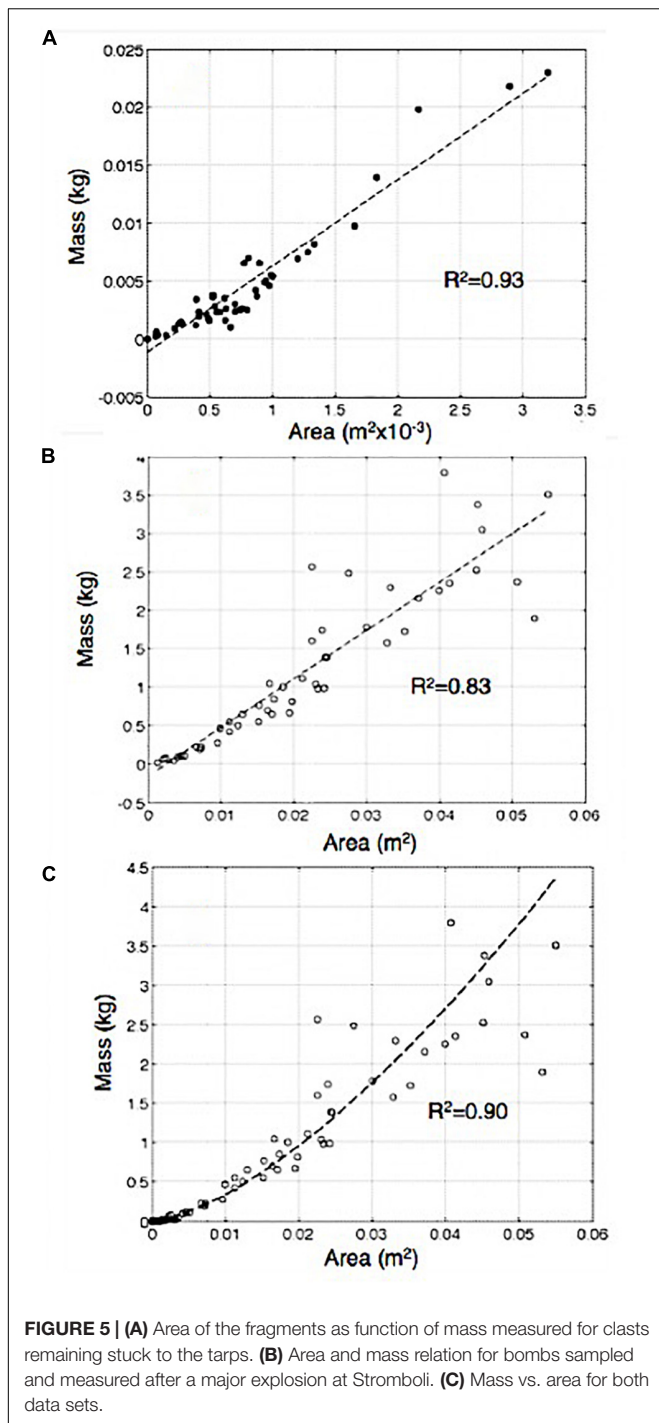 A
0.025
0.02
0.015
0.01
0.005
0
-0.005
Mass (kg)
R²=0.93
0 0.5 1 1.5 2 2.5 3 3.5
Area (m²x10⁻³)
B
4
3.5
3
2.5
2
1.5
1
0.5
0
-0 5
Mass (kg)
R²=0.83
0 0 01 0 02 0 03 0 04 0 05 0 06
Area (m²)
C
4.5
4
3.5
3
2.5
2
1.5
1
0 5
0
Mass (kg)
R²=0.90
0 0.01 0.02 0.03 0.04 0.05 0.06
Area (m²)
FIGURE 5 | (A) Area of the fragments as function of mass measured for clasts
remaining stuck to the tarps. (B) Area and mass relation for bombs sampled
and measured after a major explosion at Stromboli. (C) Mass vs. area for both
data sets.